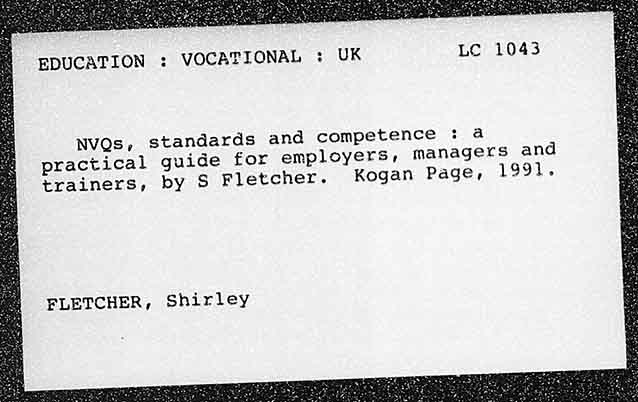 EDUCATION : VOCATIONAL : UK LC 1043
NVQs, standards and competence : a
practical guide for employers, managers and
trainers, by S Fletcher. Kogan Page, 1991.
FLETCHER, Shirley